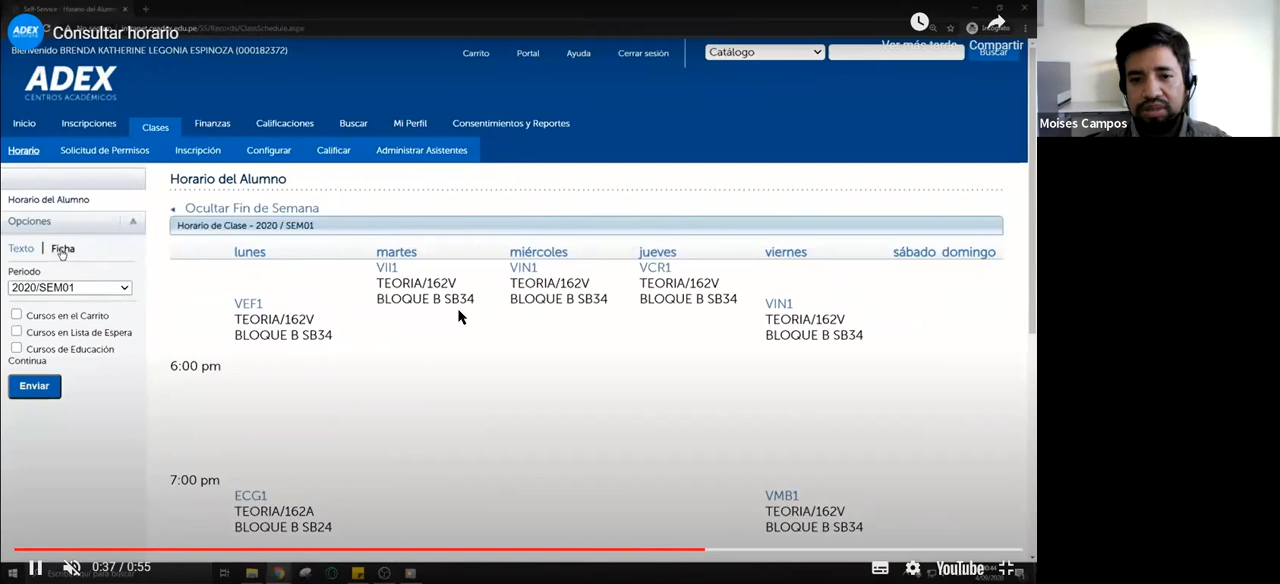 Self-Service - Horario del Alumno
Consultar horario
Ver más tarde
Compartir
ADEX
Bienvenido BRENDA KATHERINE LEGONIA ESPINOZA (000182372)
Carrito Portal Ayuda Cerrar sesión Catálogo Buscar
ADEX
CENTROS ACADÉMICOS
Inicio Inscripciones Clases Finanzas Calificaciones Buscar Mi Perfil Consentimientos y Reportes
Horario Solicitud de Permisos Inscripción Configurar Calificar Administrar Asistentes
Horario del Alumno
Opciones
Texto | Ficha
Periodo
2020/SEM01
Cursos en el Carrito
Cursos en Lista de Espera
Cursos de Educación
Continua
Enviar
Horario del Alumno
Ocultar Fin de Semana
Horario de Clase - 2020 / SEM01
lunes martes miércoles jueves viernes sábado domingo
VII1 VIN1 VCR1
TEORIA/162V TEORIA/162V TEORIA/162V
BLOQUE B SB34 BLOQUE B SB34 BLOQUE B SB34
VEF1 VIN1
TEORIA/162V TEORIA/162V
BLOQUE B SB34 BLOQUE B SB34
6:00 pm
7:00 pm
ECG1 VMB1
TEORIA/162A TEORIA/162V
BLOQUE B SB24 BLOQUE B SB34
0:37 / 0:55
YouTube
Moises Campos